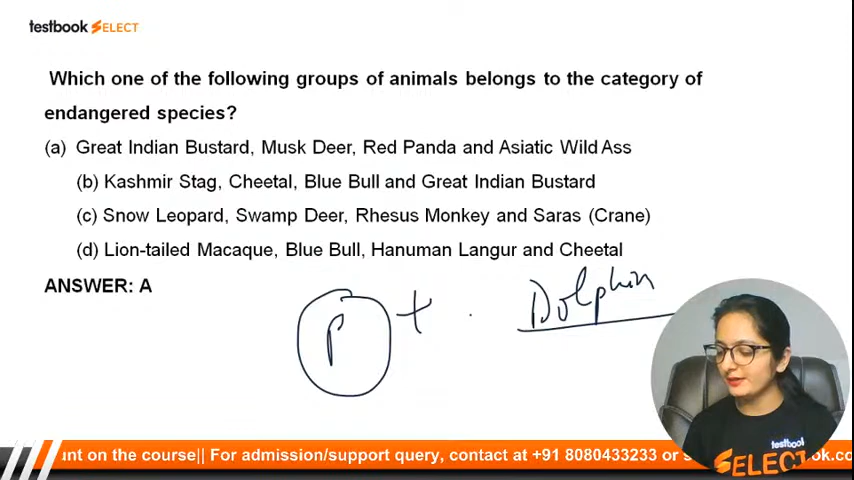 testbook SELECT
Which one of the following groups of animals belongs to the category of
endangered species?
(a) Great Indian Bustard, Musk Deer, Red Panda and Asiatic Wild Ass
(b) Kashmir Stag, Cheetal, Blue Bull and Great Indian Bustard
(c) Snow Leopard, Swamp Deer, Rhesus Monkey and Saras (Crane)
(d) Lion-tailed Macaque, Blue Bull, Hanuman Langur and Cheetal
ANSWER: A
P + Dolphin
testbook
SELECT
unt on the course|| For admission/support query, contact at +91 8080433233 or s ok.co